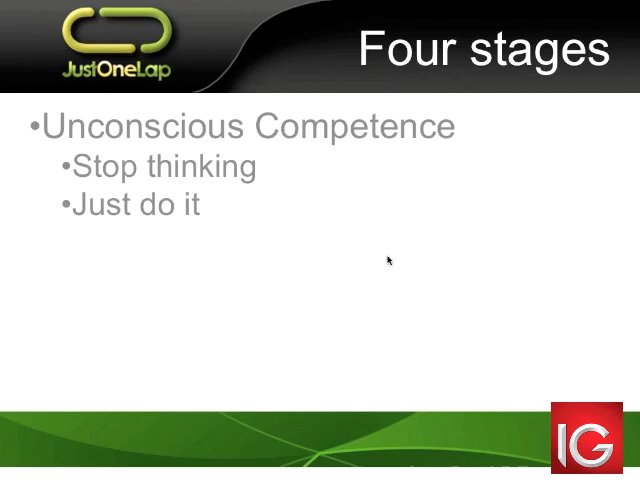 JustOneLap
Four stages
•Unconscious Competence
•Stop thinking
•Just do it
IG